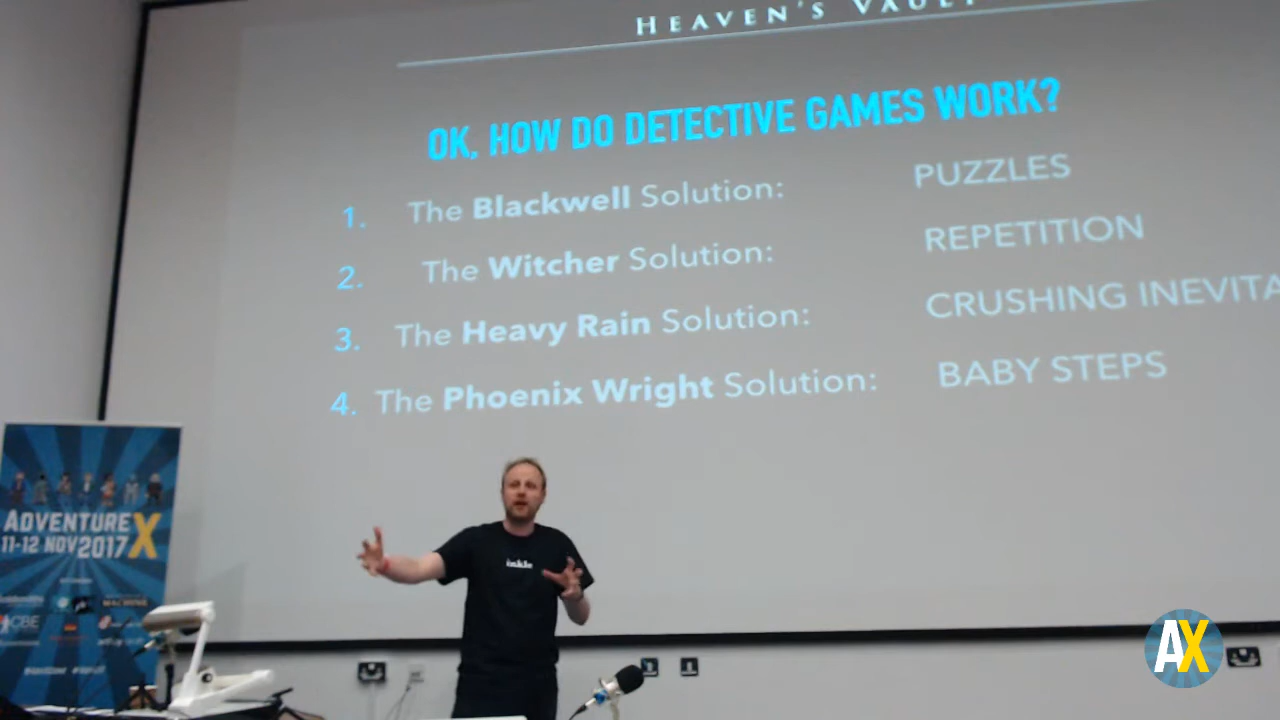 HEAVEN'S VAULT
OK, HOW DO DETECTIVE GAMES WORK?
1. The Blackwell Solution: PUZZLES
2. The Witcher Solution: REPETITION
3. The Heavy Rain Solution: CRUSHING INEVITA
4. The Phoenix Wright Solution: BABY STEPS
ADVENTURE X
11-12 NOV 2017
inkle
AX